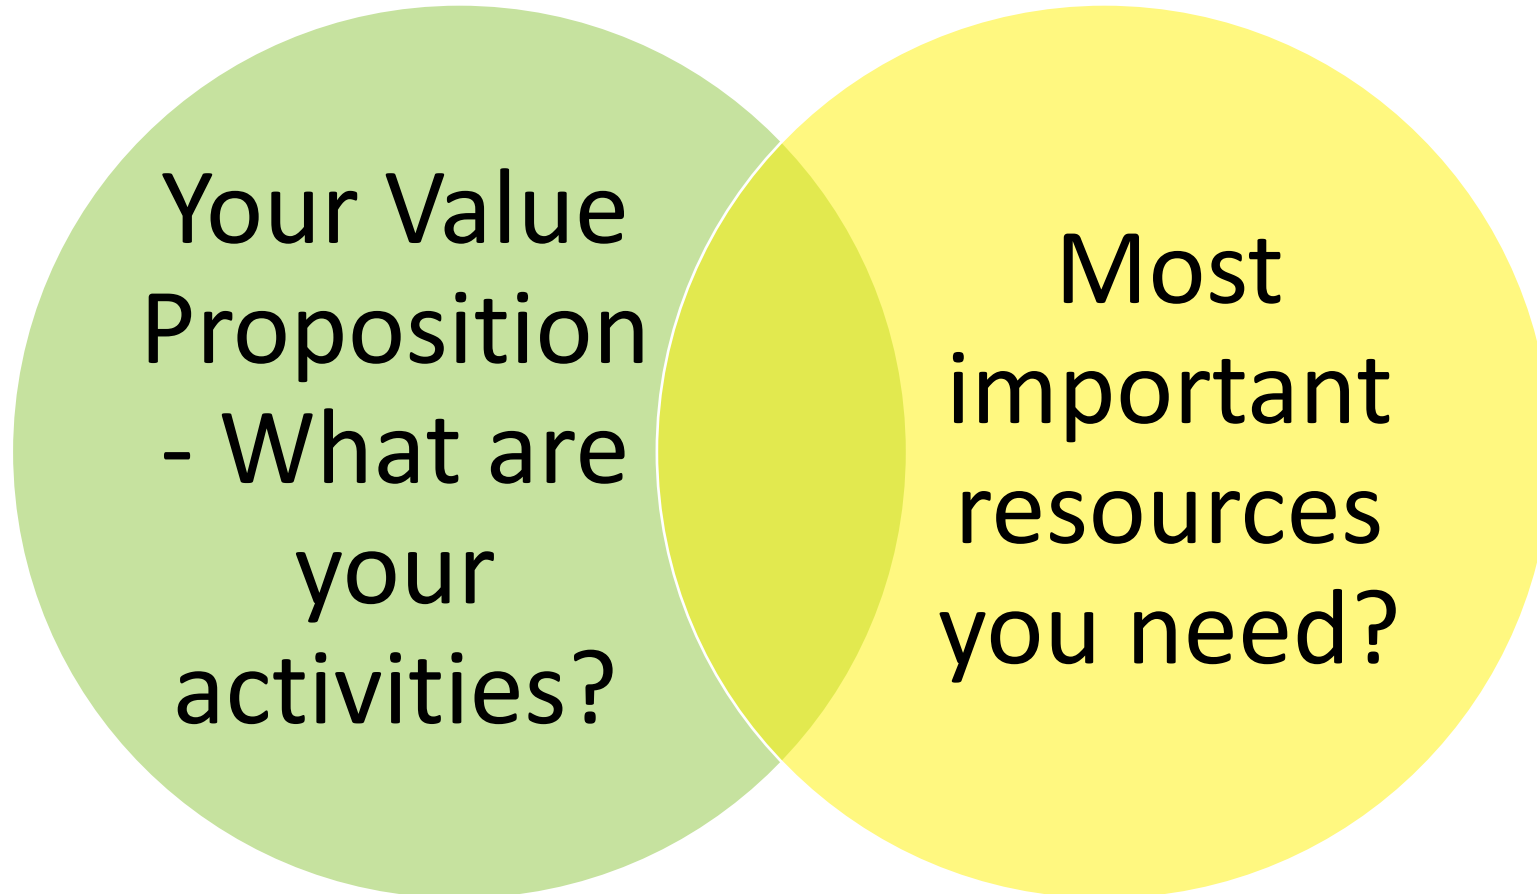 Your Value
Proposition
- What are
your
activities?
Most
important
resources
you need?